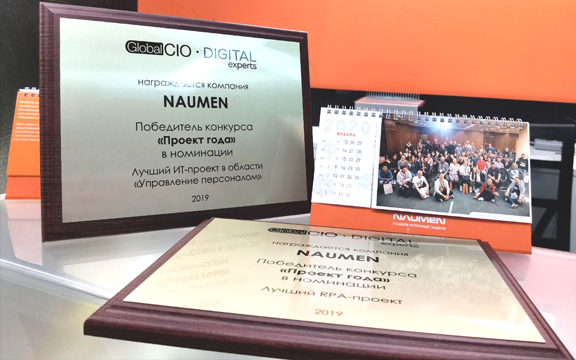 GlobalCIO · DIGITAL
experts
награждается компания
NAUMEN
Победитель конкурса
«Проект года»
в номинации
Лучший ИТ-проект в области
«Управление персоналом»
2019
GlobalCIO · DIGITAL
experts
награждается компания
NAUMEN
Победитель конкурса
«Проект года»
в номинации
Лучший RPA-проект
2019
2020
ЯНВАРЬ
NAUMEN